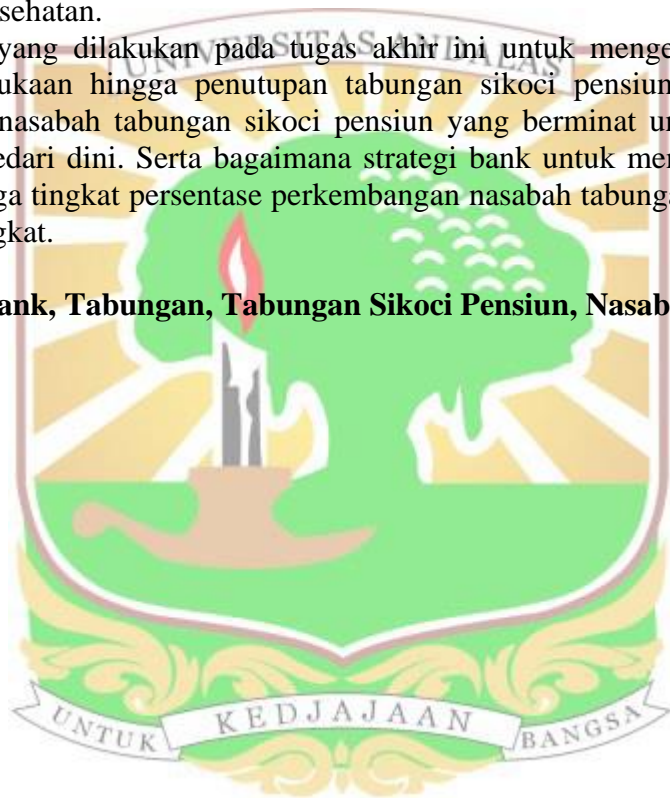 sehatan.
UNIVERSITAS ANDALAS
yang dilakukan pada tugas akhir ini untuk menge
ukaan hingga penutupan tabungan sikoci pensiun
nasabah tabungan sikoci pensiun yang berminat u
edari dini. Serta bagaimana strategi bank untuk me
ga tingkat persentase perkembangan nasabah tabunga
gkat.
ank, Tabungan, Tabungan Sikoci Pensiun, Nasab
UNTUK KEDJAJAAN BANGSA